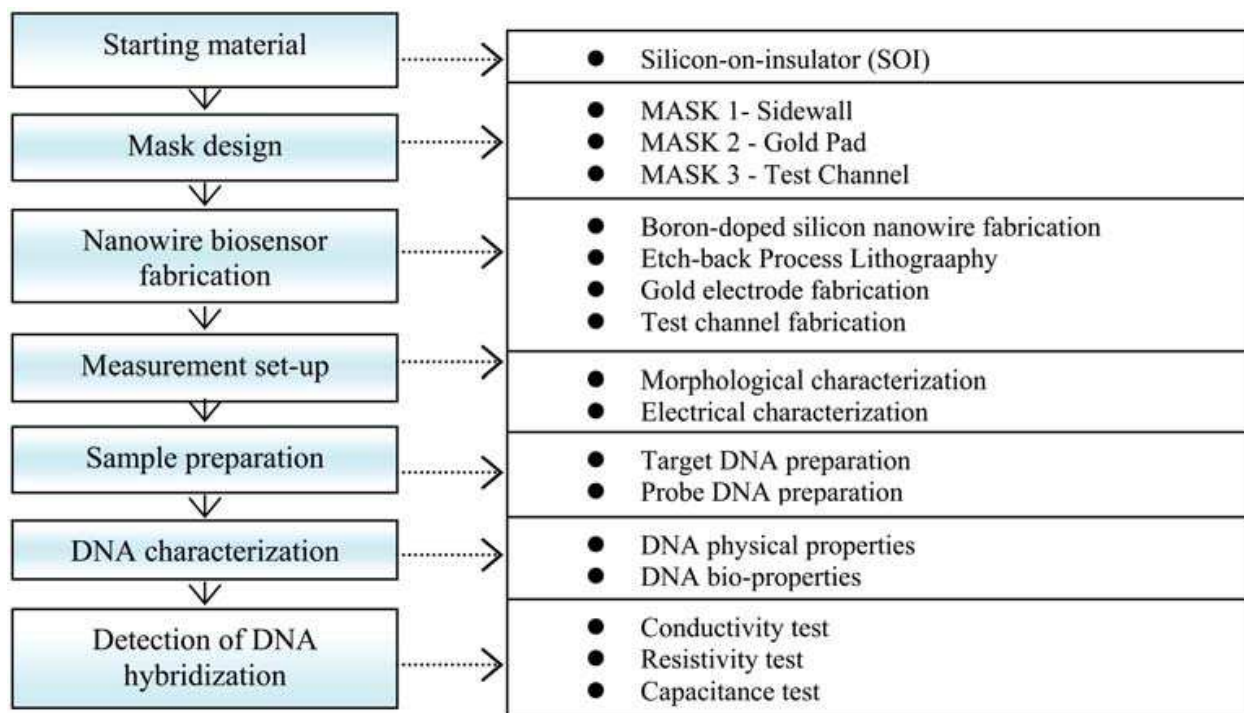 Starting material
Silicon-on-insulator (SOI)
Mask design
MASK 1- Sidewall
MASK 2 - Gold Pad
MASK 3 - Test Channel
Nanowire biosensor
fabrication
Boron-doped silicon nanowire fabrication
Etch-back Process Lithograaphy
Gold electrode fabrication
Test channel fabrication
Measurement set-up
Morphological characterization
Electrical characterization
Sample preparation
Target DNA preparation
Probe DNA preparation
DNA characterization
DNA physical properties
DNA bio-properties
Detection of DNA
hybridization
Conductivity test
Resistivity test
Capacitance test